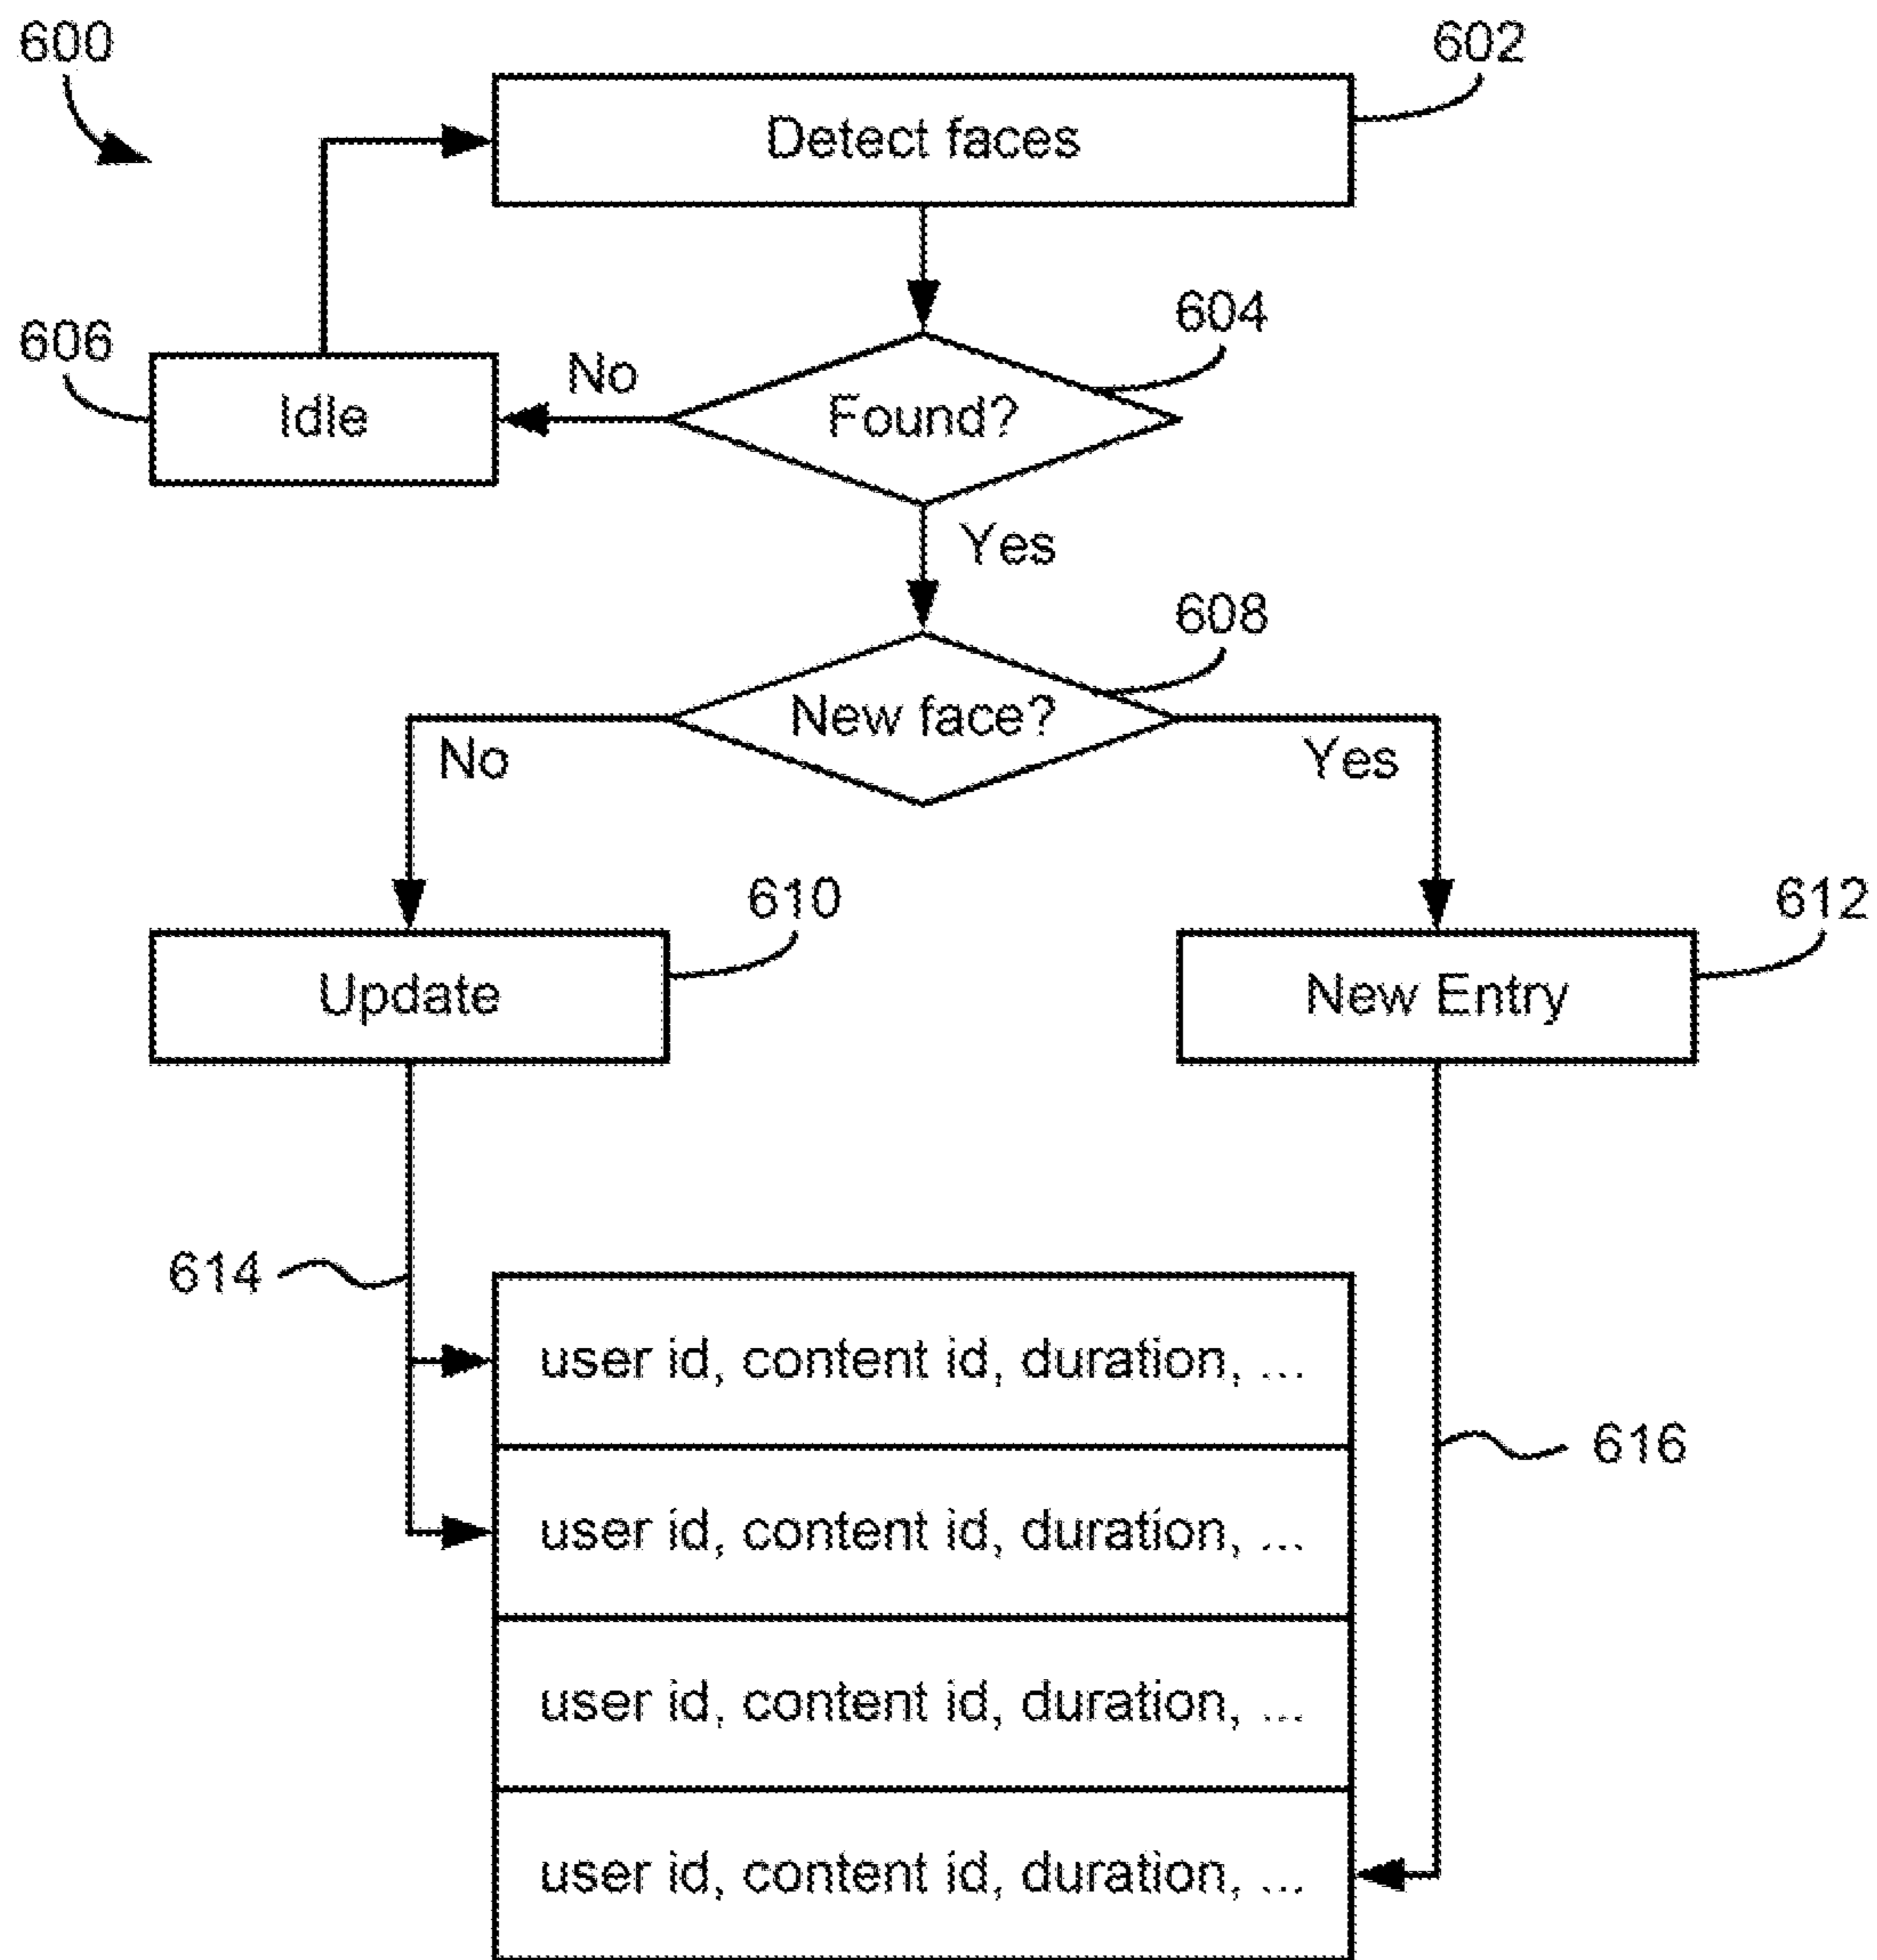 600
602
Detect faces
604
606
No
Idle
Found?
Yes
608
New face?
No
Yes
610
612
Update
New Entry
614
user id, content id, duration, ...
616
user id, content id, duration, ...
user id, content id, duration, ...
user id, content id, duration, ...